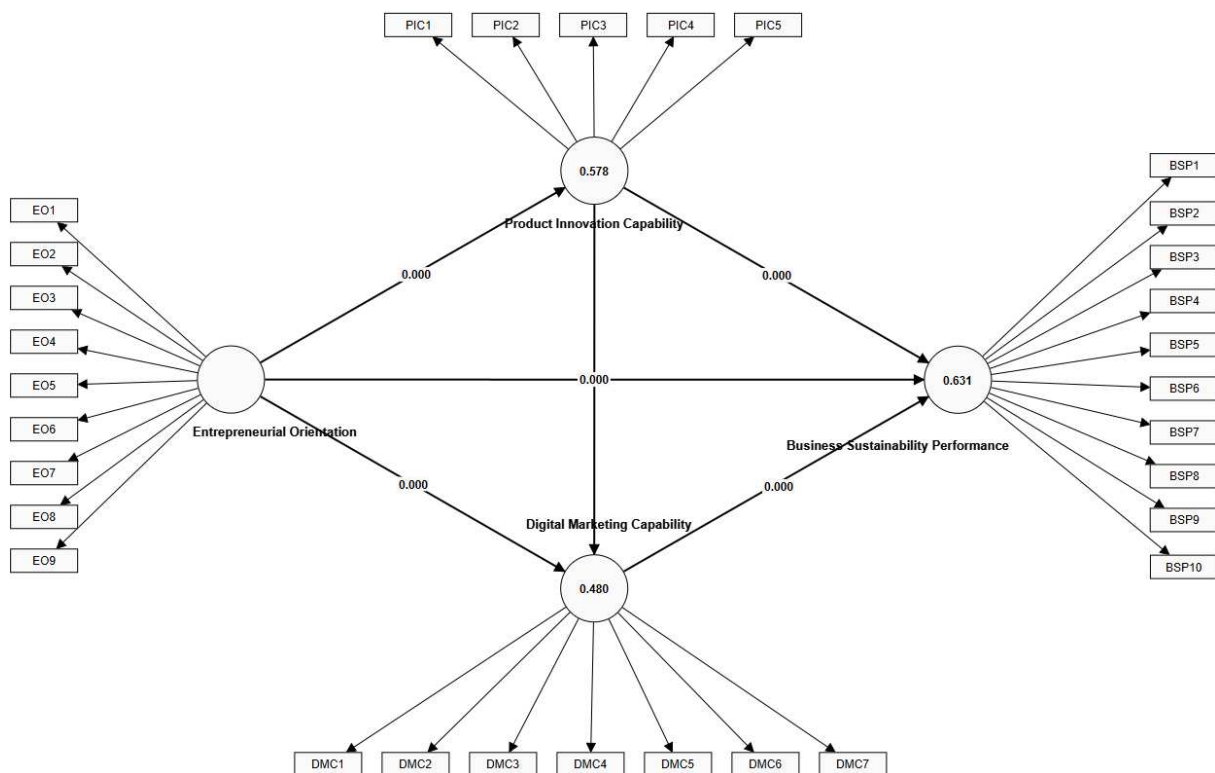 PIC1 PIC2 PIC3 PIC4 PIC5
0.578
Product Innovation Capability
EO1
EO2
EO3
EO4
EO5
EO6
EO7
EO8
EO9
Entrepreneurial Orientation
0.000
0.000
0.000
0.000
0.000
BSP1
BSP2
BSP3
BSP4
BSP5
BSP6
BSP7
BSP8
BSP9
BSP10
0.631
Business Sustainability Performance
Digital Marketing Capability
0.480
DMC1 DMC2 DMC3 DMC4 DMC5 DMC6 DMC7